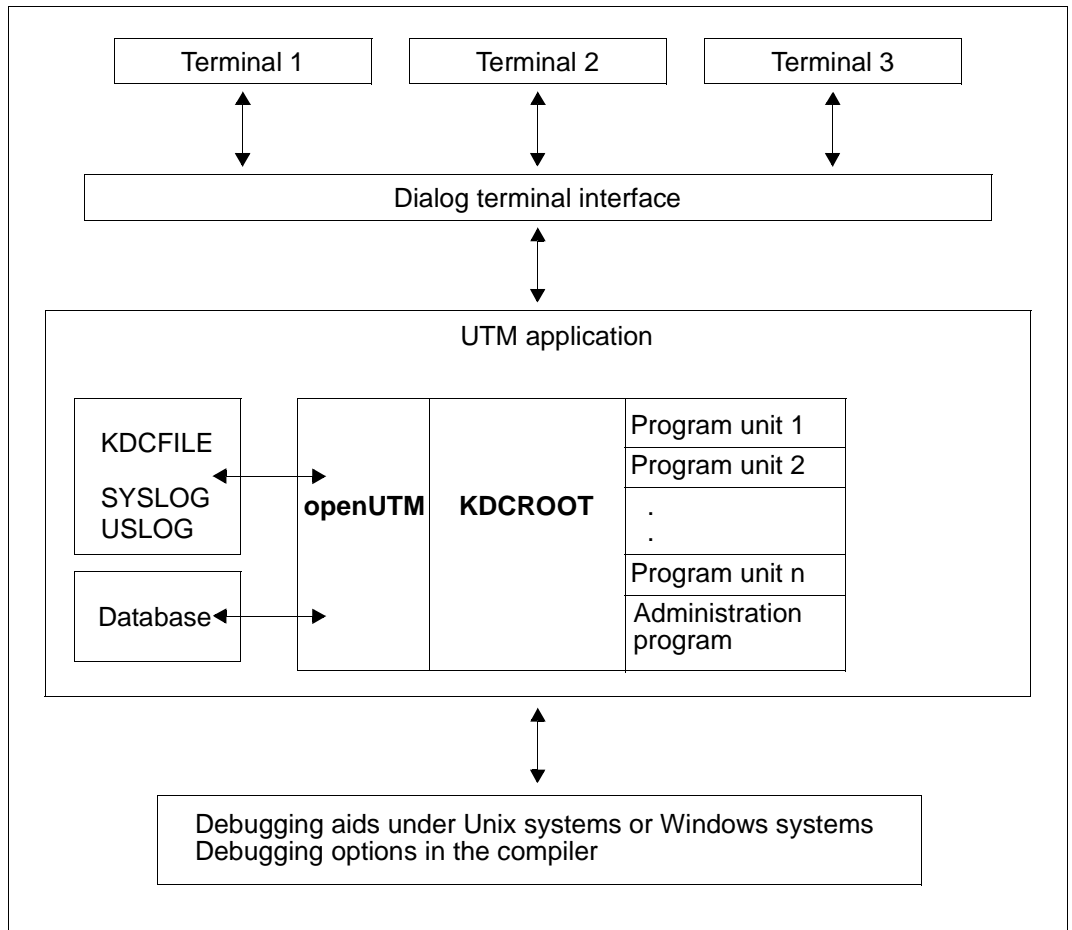 Terminal 1
Terminal 2
Terminal 3
Dialog terminal interface
UTM application
KDCFILE
SYSLOG
USLOG
Database
openUTM
KDCROOT
Program unit 1
Program unit 2
.
.
Program unit n
Administration
program
Debugging aids under Unix systems or Windows systems
Debugging options in the compiler